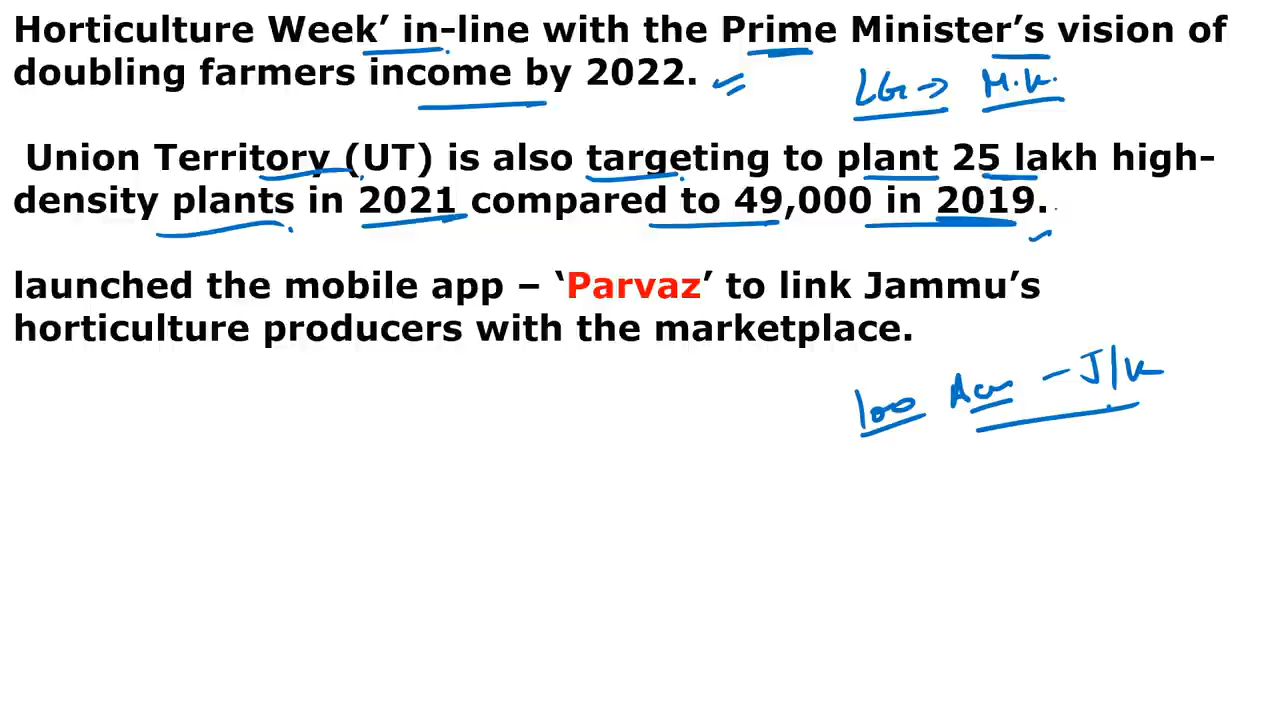 Horticulture Week’ in-line with the Prime Minister’s vision of
doubling farmers income by 2022.
LG → M.K.
Union Territory (UT) is also targeting to plant 25 lakh high-
density plants in 2021 compared to 49,000 in 2019.
launched the mobile app – ‘Parvaz’ to link Jammu’s
horticulture producers with the marketplace.
100 - J/K